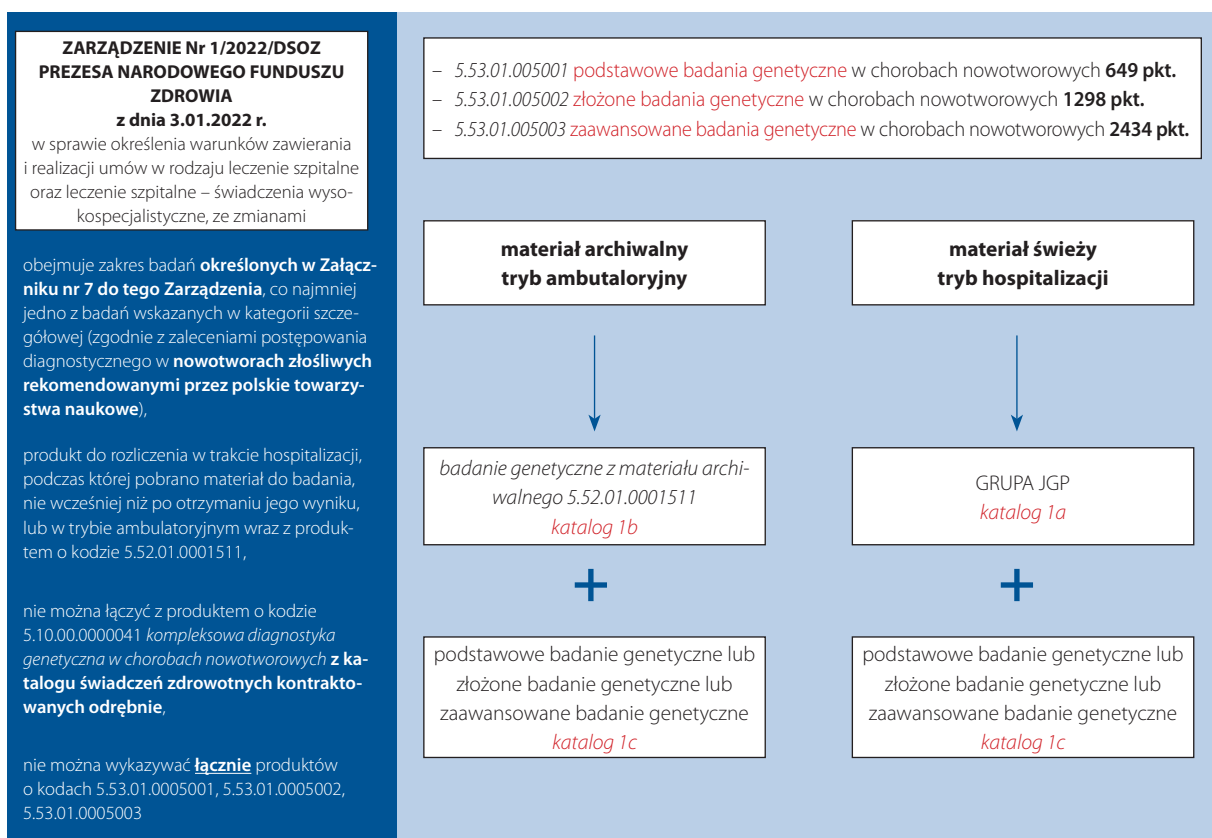 ZARZĄDZENIE Nr 1/2022/DSOZ
PREZESA NARODOWEGO FUNDUSZU
ZDROWIA
z dnia 3.01.2022 r.
w sprawie określenia warunków zawierania
i realizacji umów w rodzaju leczenie szpitalne
oraz leczenie szpitalne – świadczenia wyso-
kospecjalistyczne, ze zmianami
obejmuje zakres badań określonych w Załącz-
niku nr 7 do tego Zarządzenia, co najmniej
jedno z badań wskazanych w kategorii szcze-
gółowej (zgodnie z zaleceniami postępowania
diagnostycznego w nowotworach złośliwych
rekomendowanymi przez polskie towarzy-
stwa naukowe),
produkt do rozliczenia w trakcie hospitalizacji,
podczas której pobrano materiał do badania,
nie wcześniej niż po otrzymaniu jego wyniku,
lub w trybie ambulatoryjnym wraz z produk-
tem o kodzie 5.52.01.0001511,
nie można łączyć z produktem o kodzie
5.10.00.0000041 kompleksowa diagnostyka
genetyczna w chorobach nowotworowych z ka-
talogu świadczeń zdrowotnych kontrakto-
wanych odrębnie,
nie można wykazywać łącznie produktów
o kodach 5.53.01.0005001, 5.53.01.0005002,
5.53.01.0005003
– 5.53.01.005001 podstawowe badania genetyczne w chorobach nowotworowych 649 pkt.
– 5.53.01.005002 złożone badania genetyczne w chorobach nowotworowych 1298 pkt.
– 5.53.01.005003 zaawansowane badania genetyczne w chorobach nowotworowych 2434 pkt.
materiał archiwalny
tryb ambutaloryjny
badanie genetyczne z materiału archi-
walnego 5.52.01.0001511
katalog 1b
+
podstawowe badanie genetyczne lub
złożone badanie genetyczne lub
zaawansowane badanie genetyczne
katalog 1c
materiał świeży
tryb hospitalizacji
GRUPA JGP
katalog 1a
+
podstawowe badanie genetyczne lub
złożone badanie genetyczne lub
zaawansowane badanie genetyczne
katalog 1c